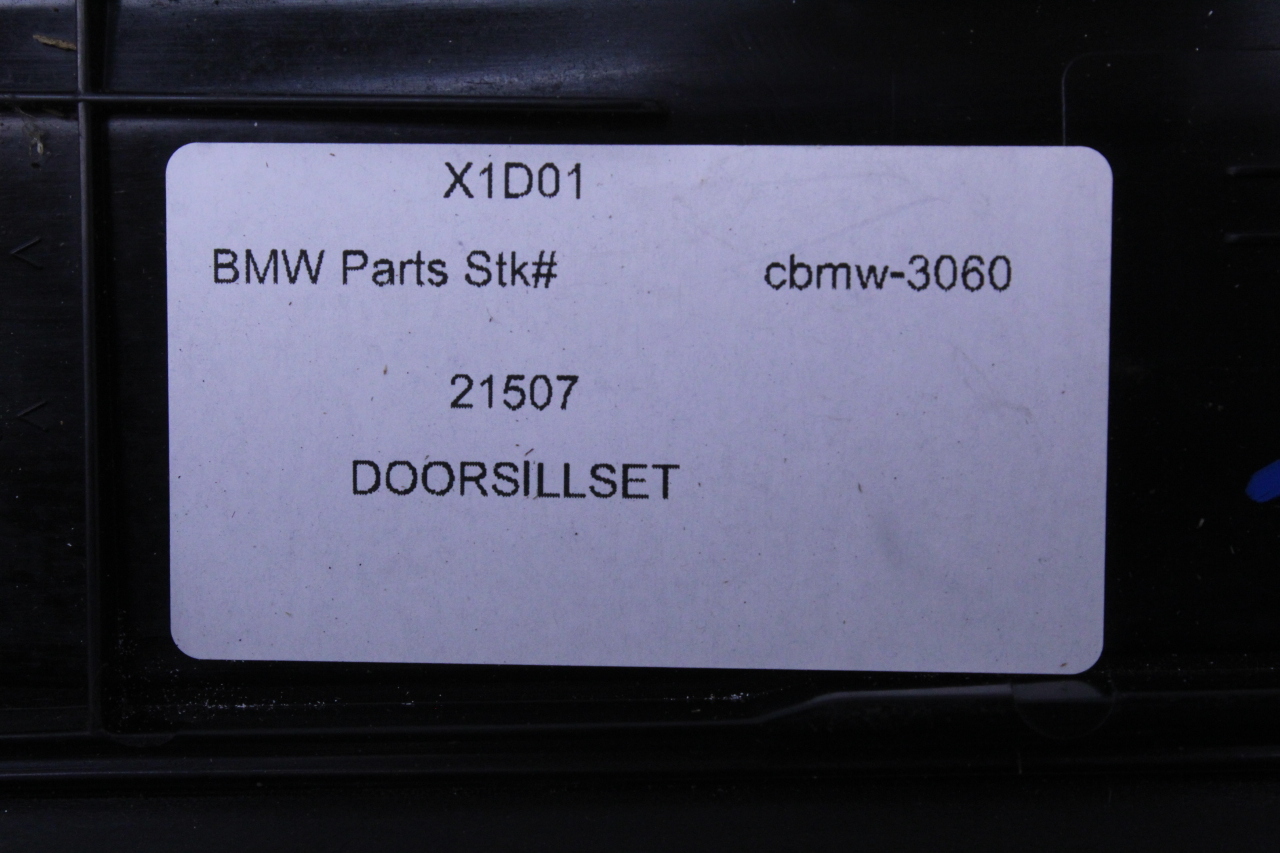 X1D01
BMW Parts Stk# cbmw-3060
21507
DOORSILLSET